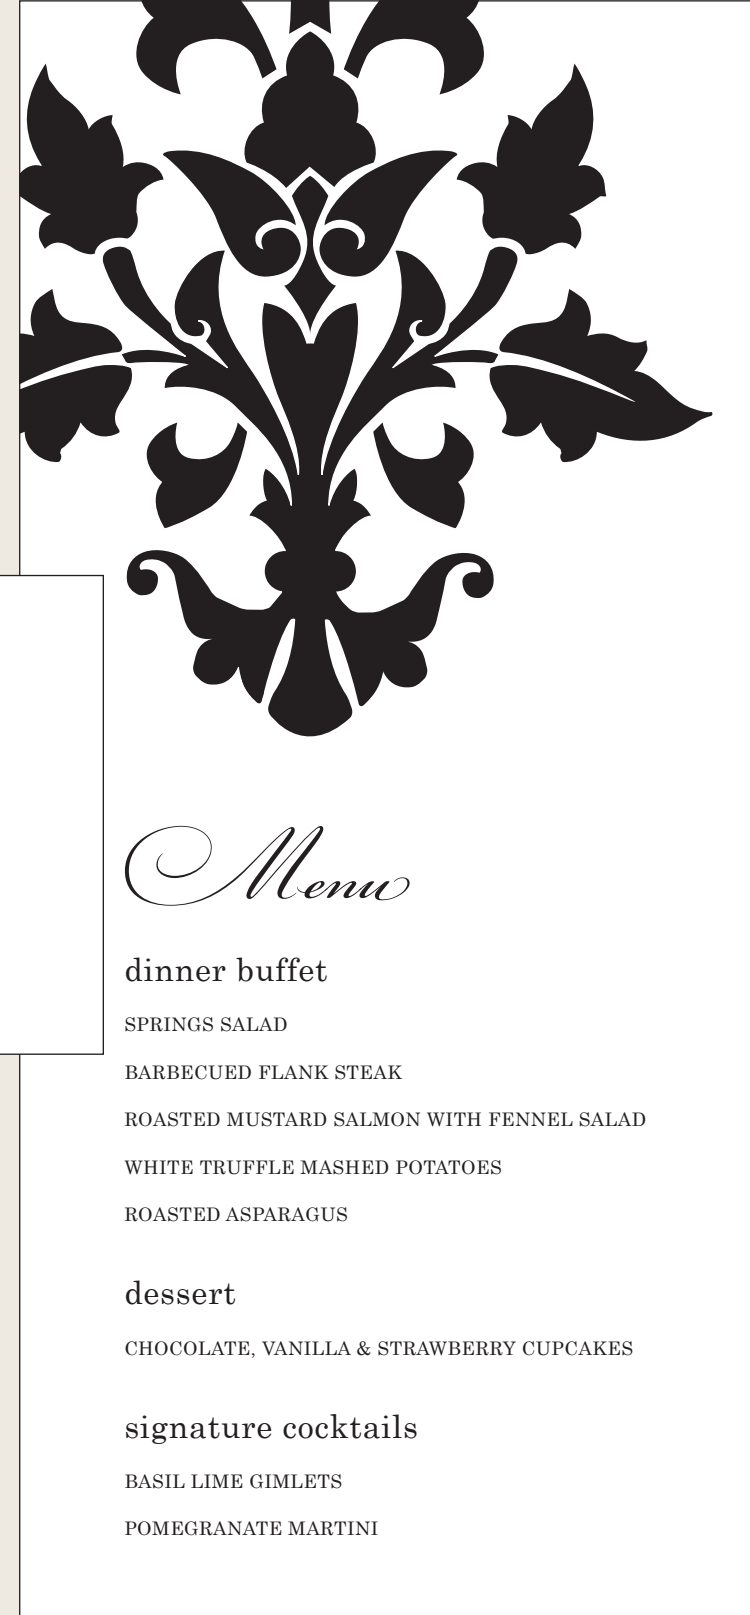 Menu
dinner buffet
SPRINGS SALAD
BARBECUED FLANK STEAK
ROASTED MUSTARD SALMON WITH FENNEL SALAD
WHITE TRUFFLE MASHED POTATOES
ROASTED ASPARAGUS
dessert
CHOCOLATE, VANILLA & STRAWBERRY CUPCAKES
signature cocktails
BASIL LIME GIMLETS
POMEGRANATE MARTINI